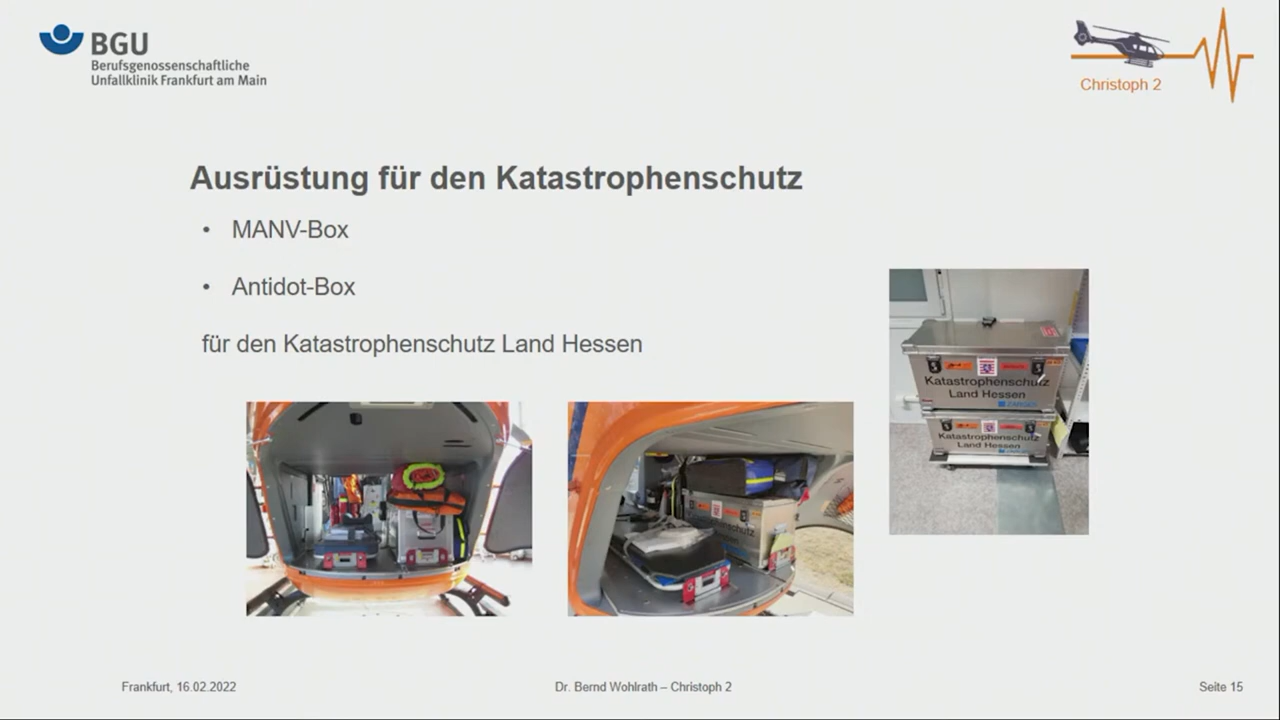 BGU
Berufsgenossenschaftliche
Unfallklinik Frankfurt am Main
Christoph 2
Ausrüstung für den Katastrophenschutz
• MANV-Box
• Antidot-Box
für den Katastrophenschutz Land Hessen
Katastrophenschutz
Land Hessen
ZARGES
Katastrophenschutz
Land Hessen
Frankfurt, 16.02.2022
Dr. Bernd Wohlrath – Christoph 2
Seite 15